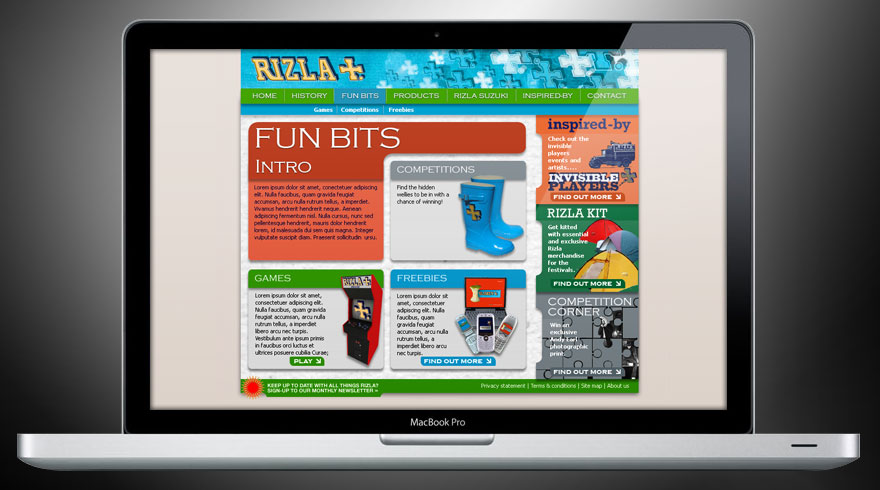 RIZLA+
HOME HISTORY FUN BITS PRODUCTS RIZLA SUZUKI INSPIRED-BY CONTACT
Games Competitions Freebies
FUN BITS
INTRO
Lorem ipsum dolor sit amet, conectetuer adipiscing
elit. Nulla faucibus, quam gravida feugiat
accumsan, arcu nulla rutrum tellus, a imperdiet.
Vivamus hendrerit hendrerit neque. Aenean
adipiscing fermentum nisl. Nulla cursus, nunc sed
pellentesque hendrerit, mauris dolor hendrerit
lorem, id malesuada dui sem quis magna. Integer
vulputate suscipit diam. Praesent sollicitudin ursu.
COMPETITIONS
Find the hidden
wellies to be in with a
chance of winning!
GAMES
Lorem ipsum dolor sit amet,
consectetuer adipiscing elit.
Nulla faucibus, quam gravida
feugiat accumsan, arcu nulla
rutrum tellus, a imperdiet
libero arcu nec turpis.
Vestibulum ante ipsum primis
in faucibus orci luctus et
ultrices posuere cubilia Curae;
PLAY
RIZLA+
FREEBIES
Lorem ipsum dolor sit
amet, consectetuer
adipiscing elit. Nulla
faucibus, quam
gravida feugiat
accumsan, arcu nulla
rutrum tellus, a
imperdiet libero arcu
nec turpis.
FIND OUT MORE
inspired-by
Check out the
invisible
players
events and
artists....
INVISIBLE
PLAYERS
FIND OUT MORE
RIZLA KIT
Get kitted
with essential
and exclusive
Rizla
merchandise
for the
festivals.
FIND OUT MORE
COMPETITION
CORNER
Win an
exclusive
Andy Earl
photographic
print.
FIND OUT MORE
KEEP UP TO DATE WITH ALL THINGS RIZLA?
SIGN-UP TO OUR MONTHLY NEWSLETTER »
Privacy statement | Terms & conditions | Site map | About us
MacBook Pro